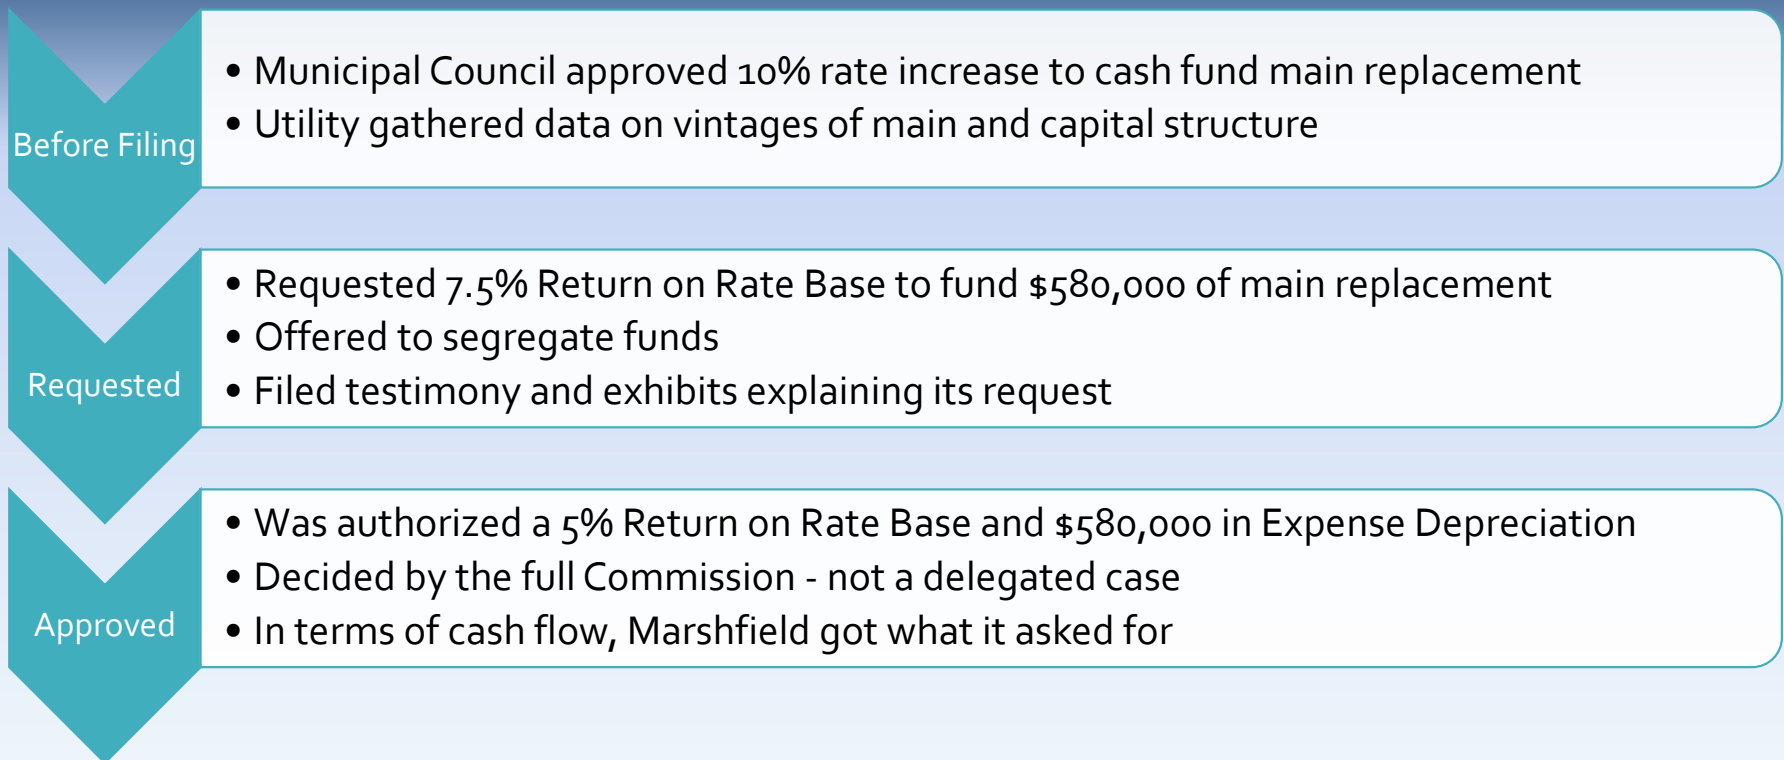 Before Filing
• Municipal Council approved 10% rate increase to cash fund main replacement
• Utility gathered data on vintages of main and capital structure
Requested
• Requested 7.5% Return on Rate Base to fund $580,000 of main replacement
• Offered to segregate funds
• Filed testimony and exhibits explaining its request
Approved
• Was authorized a 5% Return on Rate Base and $580,000 in Expense Depreciation
• Decided by the full Commission - not a delegated case
• In terms of cash flow, Marshfield got what it asked for